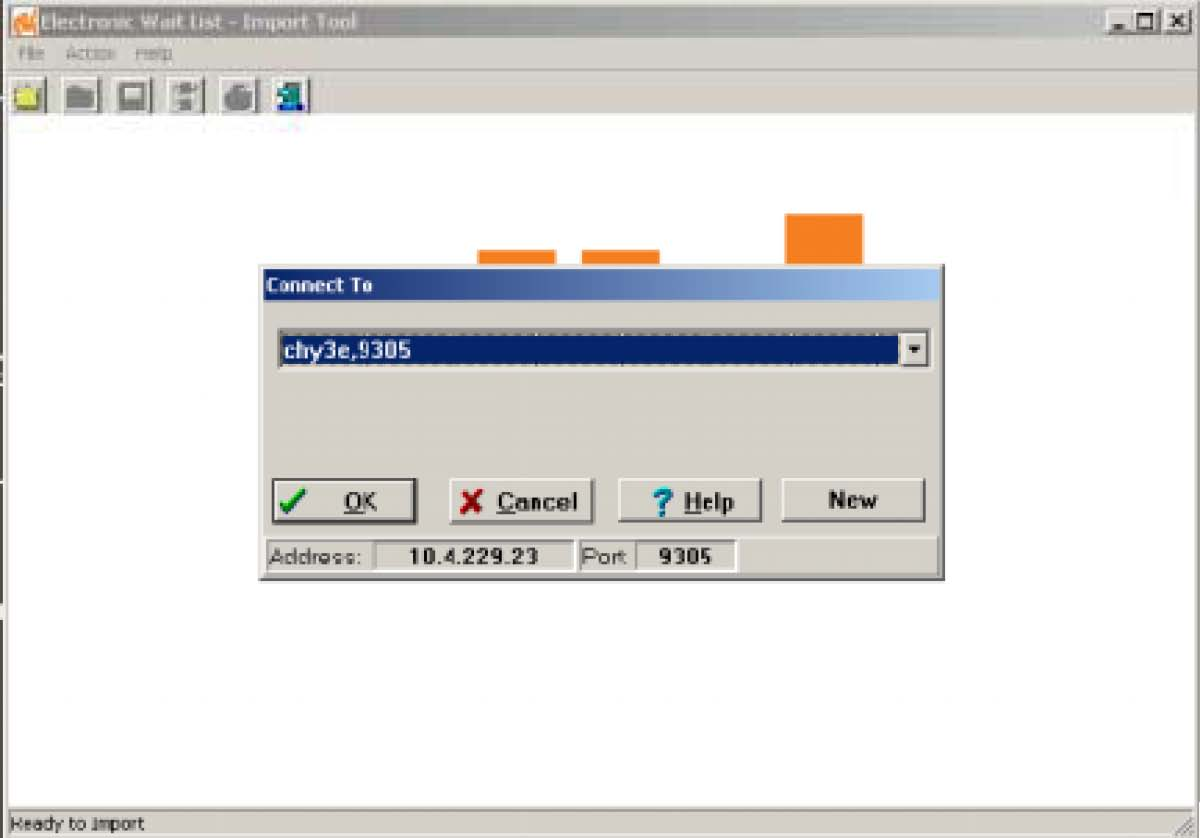 Electronic Wait List - Import Tool
File Action Help
Connect To
chy3e,9305
OK Cancel Help New
Address: 10.4.229.23 Port 9305
Ready to Import